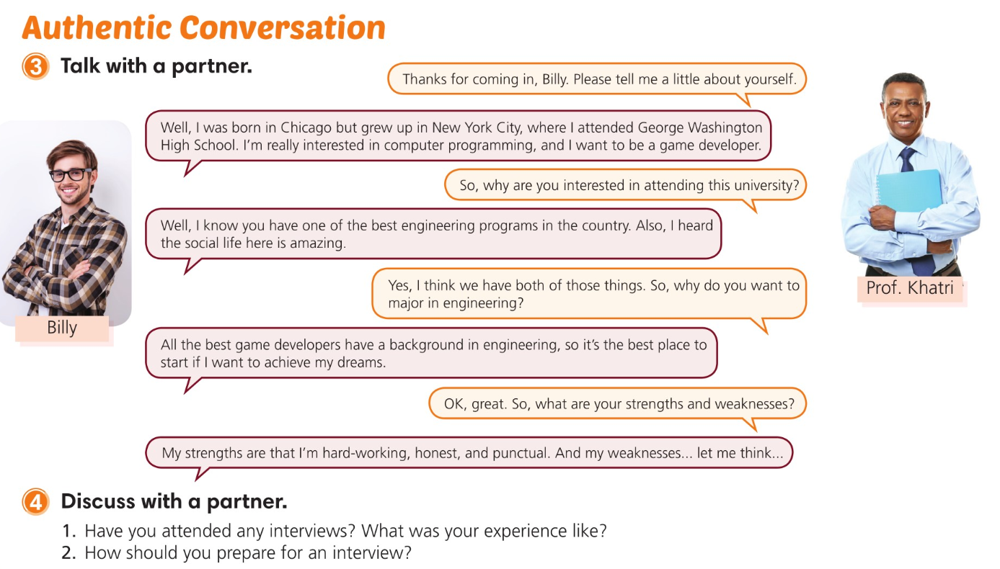 Authentic Conversation
3 Talk with a partner.
Thanks for coming in, Billy. Please tell me a little about yourself.
Well, I was born in Chicago but grew up in New York City, where I attended George Washington
High School. I'm really interested in computer programming, and I want to be a game developer.
So, why are you interested in attending this university?
Well, I know you have one of the best engineering programs in the country. Also, I heard
the social life here is amazing.
Yes, I think we have both of those things. So, why do you want to
major in engineering?
Prof. Khatri
Billy
All the best game developers have a background in engineering, so it's the best place to
start if I want to achieve my dreams.
OK, great. So, what are your strengths and weaknesses?
My strengths are that I'm hard-working, honest, and punctual. And my weaknesses... let me think...
4 Discuss with a partner.
1. Have you attended any interviews? What was your experience like?
2. How should you prepare for an interview?